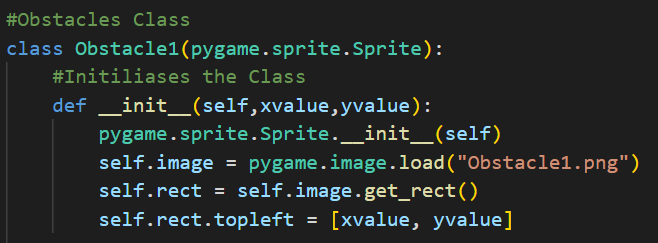 #Obstacles Class
class Obstacle1(pygame.sprite.Sprite):
#Initiliases the Class
def __init__(self,xvalue,yvalue):
pygame.sprite.Sprite.__init__(self)
self.image = pygame.image.load("Obstacle1.png")
self.rect = self.image.get_rect()
self.rect.topleft = [xvalue, yvalue]